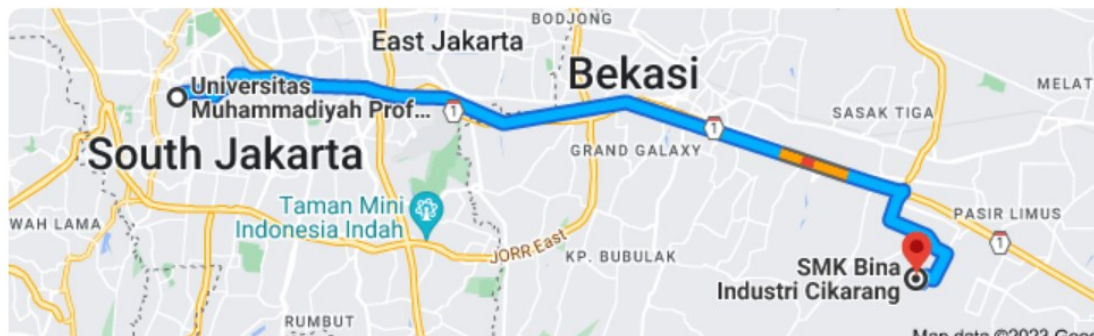 BODJONG
East Jakarta
Bekasi
MELAT
Universitas
Muhammadiyah Prof...
1
1
SASAK TIGA
South Jakarta
GRAND GALAXY
Taman Mini
Indonesia Indah
WAH LAMA
PASIR LIMUS
JORR East
KP. BUBULAK
1
SMK Bina
Industri Cikarang
RUMBUT
Map data ©2023 Goo